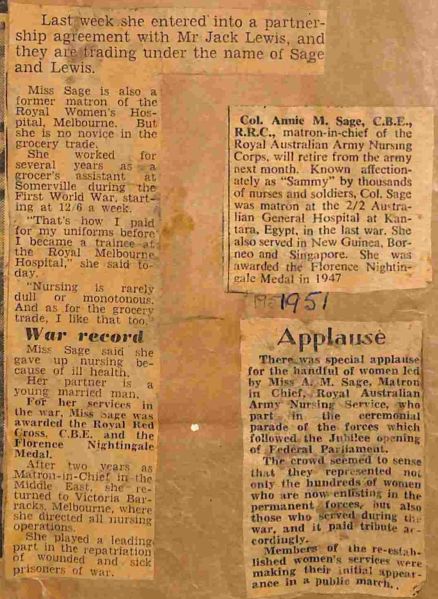 Last week she entered into a partner-
ship agreement with Mr Jack Lewis, and
they are trading under the name of Sage
and Lewis.
Miss Sage is also a
former matron of the
Royal Women's Hos-
pital, Melbourne. But
she is no novice in the
grocery trade.
She worked for
several years as a
grocer's assistant at
Somerville during the
First World War, start-
ing at 12/6 a week.
"That's how I paid
for my uniforms before
I became a trainee at
the Royal Melbourne
Hospital," she said to-
day.
"Nursing is rarely
dull or monotonous.
And as for the grocery
trade, I like that too."
War record
Miss Sage said she
gave up nursing be-
cause of ill health.
Her partner is a
young married man.
For her services in
the war, Miss Sage was
awarded the Royal Red
Cross, C.B.E. and the
Florence Nightingale
Medal.
After two years as
Matron-in-Chief in the
Middle East, she re-
turned to Victoria Bar-
racks, Melbourne, where
she directed all nursing
operations.
She played a leading
part in the repatriation
of wounded and sick
prisoners of war.
Col. Annie M. Sage, C.B.E.,
R.R.C., matron-in-chief of the
Royal Australian Army Nursing
Corps, will retire from the army
next month. Known affection-
ately as "Sammy" by thousands
of nurses and soldiers, Col. Sage
was matron at the 2/2 Austra-
lian General Hospital at Kan-
tara, Egypt, in the last war. She
also served in New Guinea, Bor-
neo and Singapore. She was
awarded the Florence Nightin-
gale Medal in 1947
1951
Applause
There was special applause
for the handful of women led
by Miss A. M. Sage, Matron
in Chief, Royal Australian
Army Nursing Service, who
part in the ceremonial
parade of the forces which
followed the Jubilee opening
of Federal Parliament.
The crowd seemed to sense
that they represented not
only the hundreds of women
who are now enlisting in the
permanent forces, but also
those who served during the
war, and it paid tribute ac-
cordingly.
Members of the re-estab-
lished women's services were
making their initial appear-
ance in a public march.